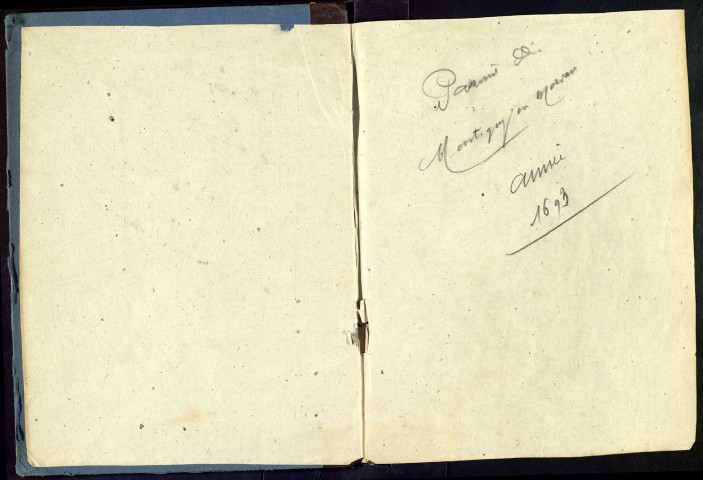 Paroisse de
Montigny en Morvan
année
1693